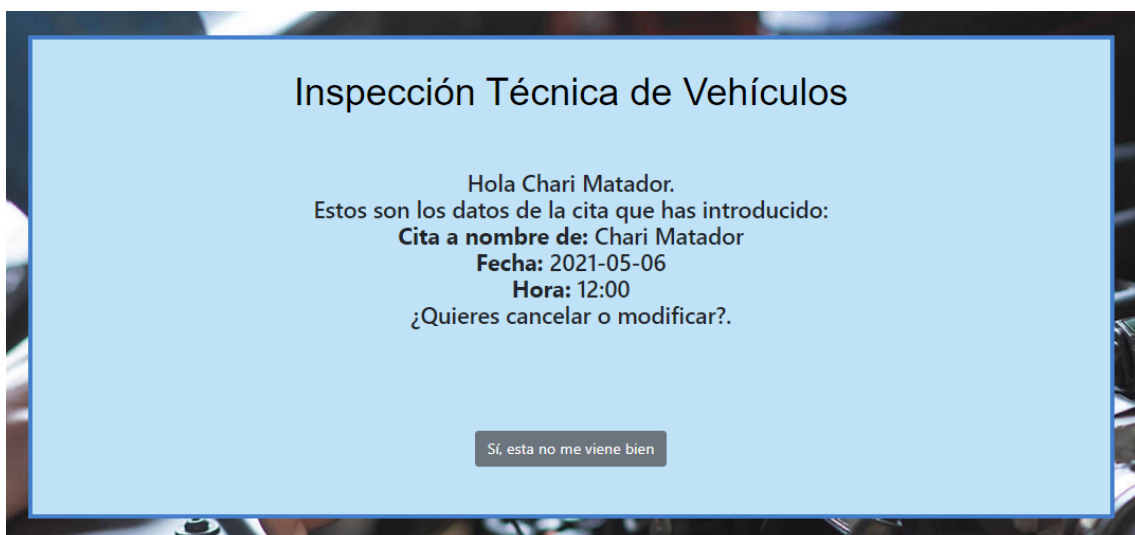 Inspección Técnica de Vehículos
Hola Chari Matador.
Estos son los datos de la cita que has introducido:
Cita a nombre de: Chari Matador
Fecha: 2021-05-06
Hora: 12:00
¿Quieres cancelar o modificar?.
Sí, esta no me viene bien